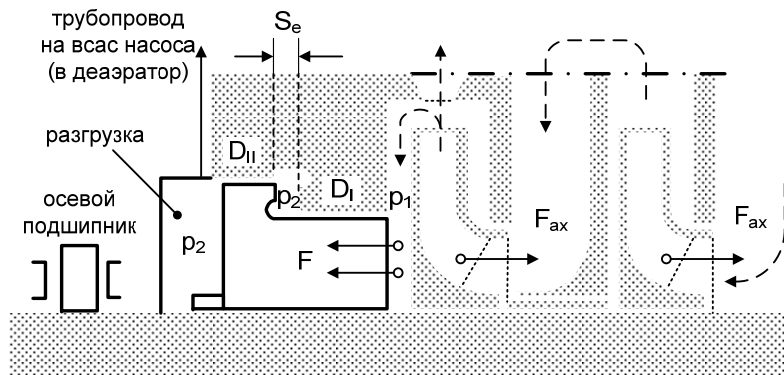 трубопровод
на всас насоса
(в деаэратор)
Se
разгрузка
DII
осевой
подшипник
p2
DI
p1
p2
F
Fax
Fax